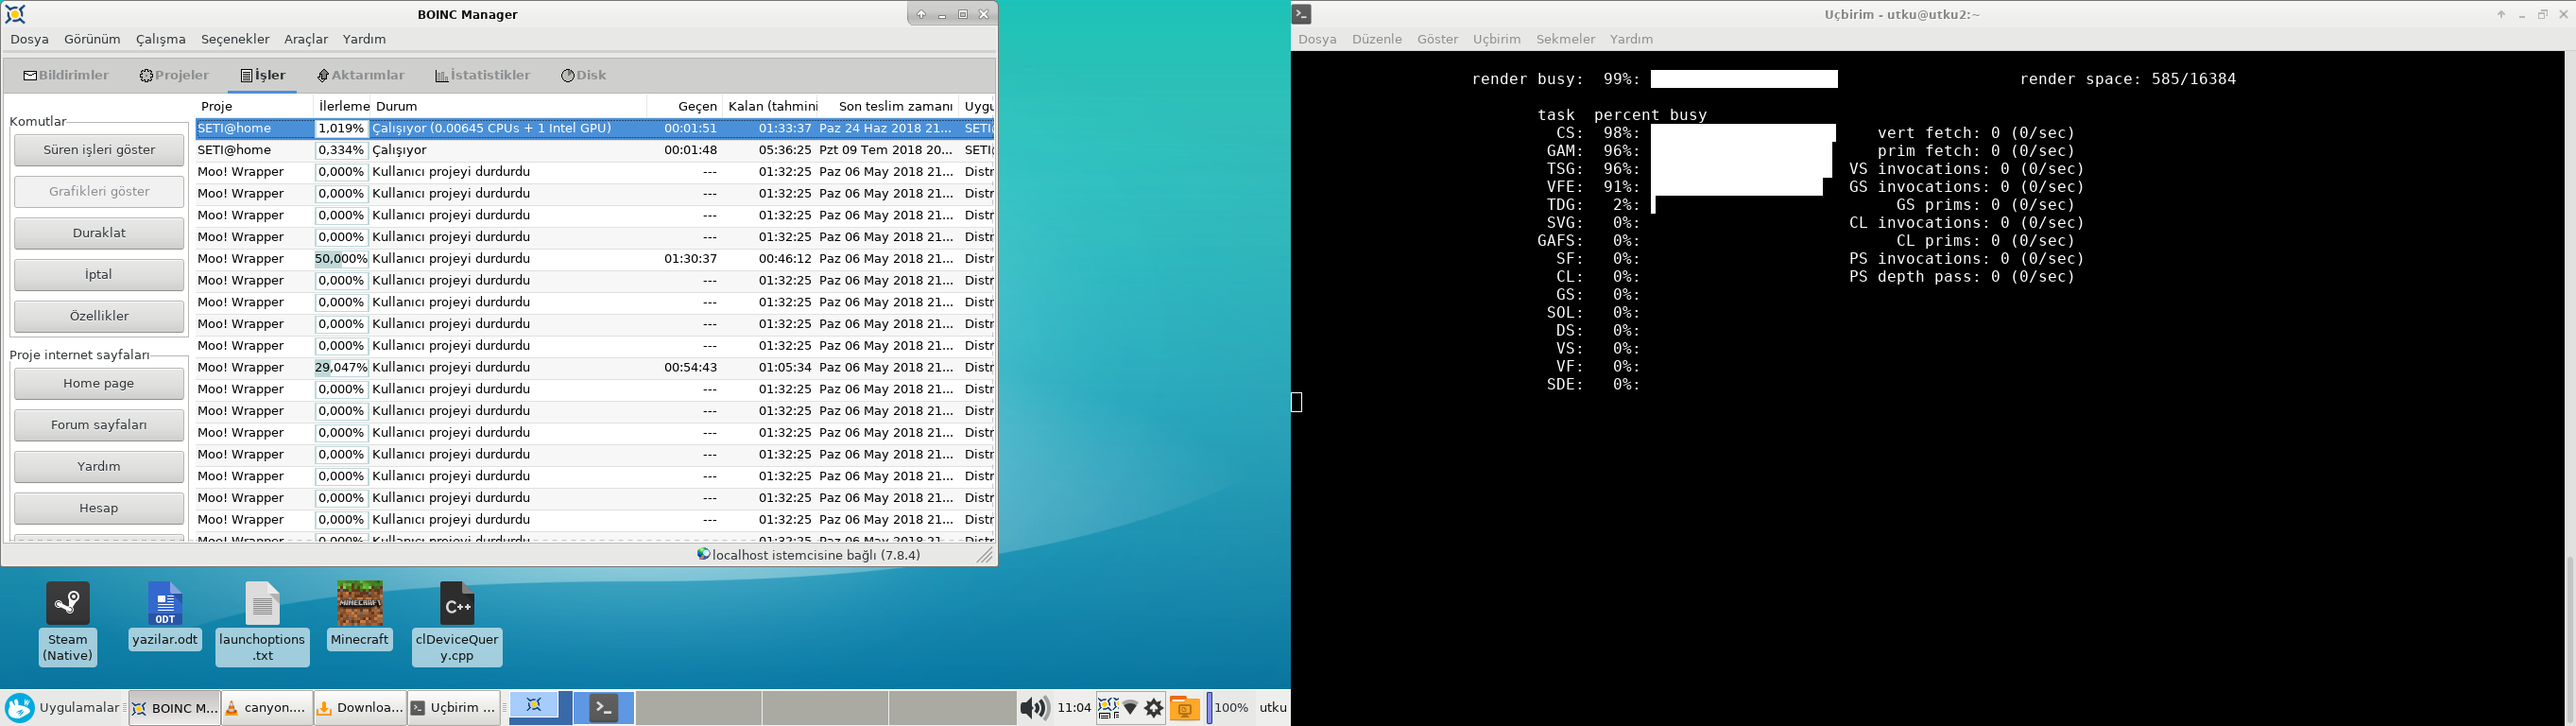 BOINC Manager
Dosya Görünüm Çalışma Seçenekler Araçlar Yardım
Bildirimler Projeler İşler Aktarımlar İstatistikler Disk
Komutlar
Süren işleri göster
Grafikleri göster
Duraklat
İptal
Özellikler
Proje internet sayfaları
Home page
Forum sayfaları
Yardım
Hesap
Proje İlerleme Durum Geçen Kalan (tahmini Son teslim zamanı Uygu
SETI@home 1,019% Çalışıyor (0.00645 CPUs + 1 Intel GPU) 00:01:51 01:33:37 Paz 24 Haz 2018 21... SETI
SETI@home 0,334% Çalışıyor 00:01:48 05:36:25 Pzt 09 Tem 2018 20... SETI
Moo! Wrapper 0,000% Kullanıcı projeyi durdurdu --- 01:32:25 Paz 06 May 2018 21... Distr
Moo! Wrapper 0,000% Kullanıcı projeyi durdurdu --- 01:32:25 Paz 06 May 2018 21... Distr
Moo! Wrapper 0,000% Kullanıcı projeyi durdurdu --- 01:32:25 Paz 06 May 2018 21... Distr
Moo! Wrapper 0,000% Kullanıcı projeyi durdurdu --- 01:32:25 Paz 06 May 2018 21... Distr
Moo! Wrapper 50,000% Kullanıcı projeyi durdurdu 01:30:37 00:46:12 Paz 06 May 2018 21... Distr
Moo! Wrapper 0,000% Kullanıcı projeyi durdurdu --- 01:32:25 Paz 06 May 2018 21... Distr
Moo! Wrapper 0,000% Kullanıcı projeyi durdurdu --- 01:32:25 Paz 06 May 2018 21... Distr
Moo! Wrapper 0,000% Kullanıcı projeyi durdurdu --- 01:32:25 Paz 06 May 2018 21... Distr
Moo! Wrapper 0,000% Kullanıcı projeyi durdurdu --- 01:32:25 Paz 06 May 2018 21... Distr
Moo! Wrapper 29,047% Kullanıcı projeyi durdurdu 00:54:43 01:05:34 Paz 06 May 2018 21... Distr
Moo! Wrapper 0,000% Kullanıcı projeyi durdurdu --- 01:32:25 Paz 06 May 2018 21... Distr
Moo! Wrapper 0,000% Kullanıcı projeyi durdurdu --- 01:32:25 Paz 06 May 2018 21... Distr
Moo! Wrapper 0,000% Kullanıcı projeyi durdurdu --- 01:32:25 Paz 06 May 2018 21... Distr
Moo! Wrapper 0,000% Kullanıcı projeyi durdurdu --- 01:32:25 Paz 06 May 2018 21... Distr
Moo! Wrapper 0,000% Kullanıcı projeyi durdurdu --- 01:32:25 Paz 06 May 2018 21... Distr
Moo! Wrapper 0,000% Kullanıcı projeyi durdurdu --- 01:32:25 Paz 06 May 2018 21... Distr
Moo! Wrapper 0,000% Kullanıcı projeyi durdurdu --- 01:32:25 Paz 06 May 2018 21... Distr
Moo! Wrapper 0,000% Kullanıcı projeyi durdurdu --- 01:32:25 Paz 06 May 2018 21... Distr
localhost istemcisine bağlı (7.8.4)
Steam
(Native)
yazilar.odt
launchoptions
.txt
Minecraft
clDeviceQuer
y.cpp
ODT
MINECRAFT
C++
Uygulamalar BOINC M... canyon.... Downloa... Uçbirim ... 11:04 100% utku
Uçbirim - utku@utku2:~
Dosya Düzenle Göster Uçbirim Sekmeler Yardım
render busy: 99%: render space: 585/16384
task percent busy
CS: 98%: vert fetch: 0 (0/sec)
GAM: 96%: prim fetch: 0 (0/sec)
TSG: 96%: VS invocations: 0 (0/sec)
VFE: 91%: GS invocations: 0 (0/sec)
TDG: 2%: GS prims: 0 (0/sec)
SVG: 0%: CL invocations: 0 (0/sec)
GAFS: 0%: CL prims: 0 (0/sec)
SF: 0%: PS invocations: 0 (0/sec)
CL: 0%: PS depth pass: 0 (0/sec)
GS: 0%:
SOL: 0%:
DS: 0%:
VS: 0%:
VF: 0%:
SDE: 0%: